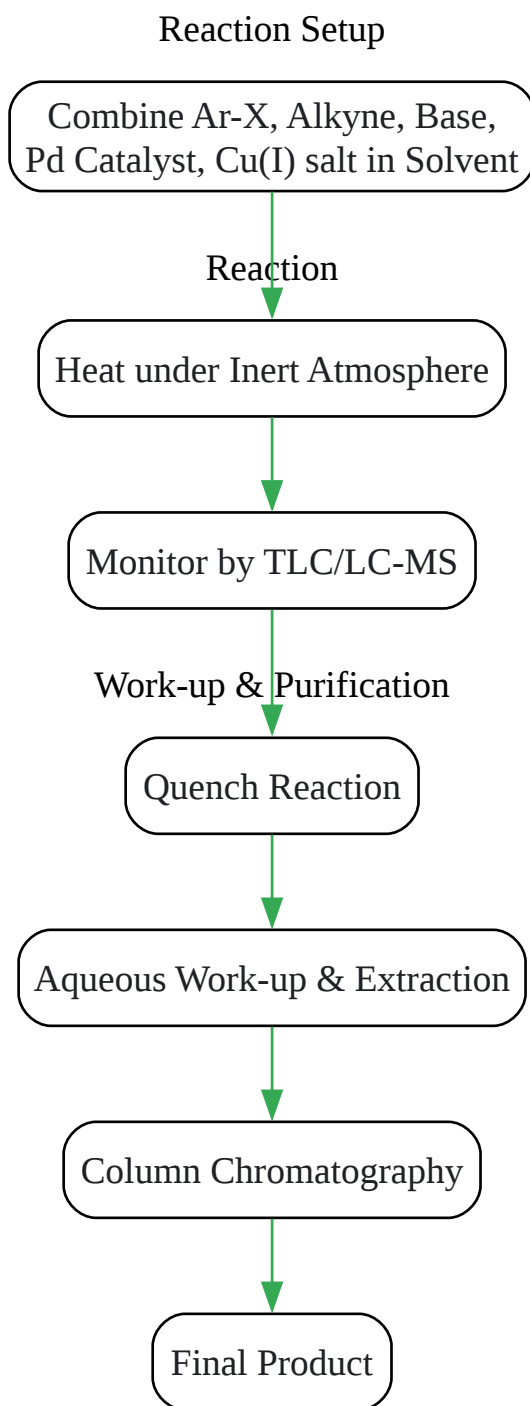 Reaction Setup
Combine Ar-X, Alkyne, Base,
Pd Catalyst, Cu(I) salt in Solvent
Reaction
Heat under Inert Atmosphere
Monitor by TLC/LC-MS
Work-up & Purification
Quench Reaction
Aqueous Work-up & Extraction
Column Chromatography
Final Product